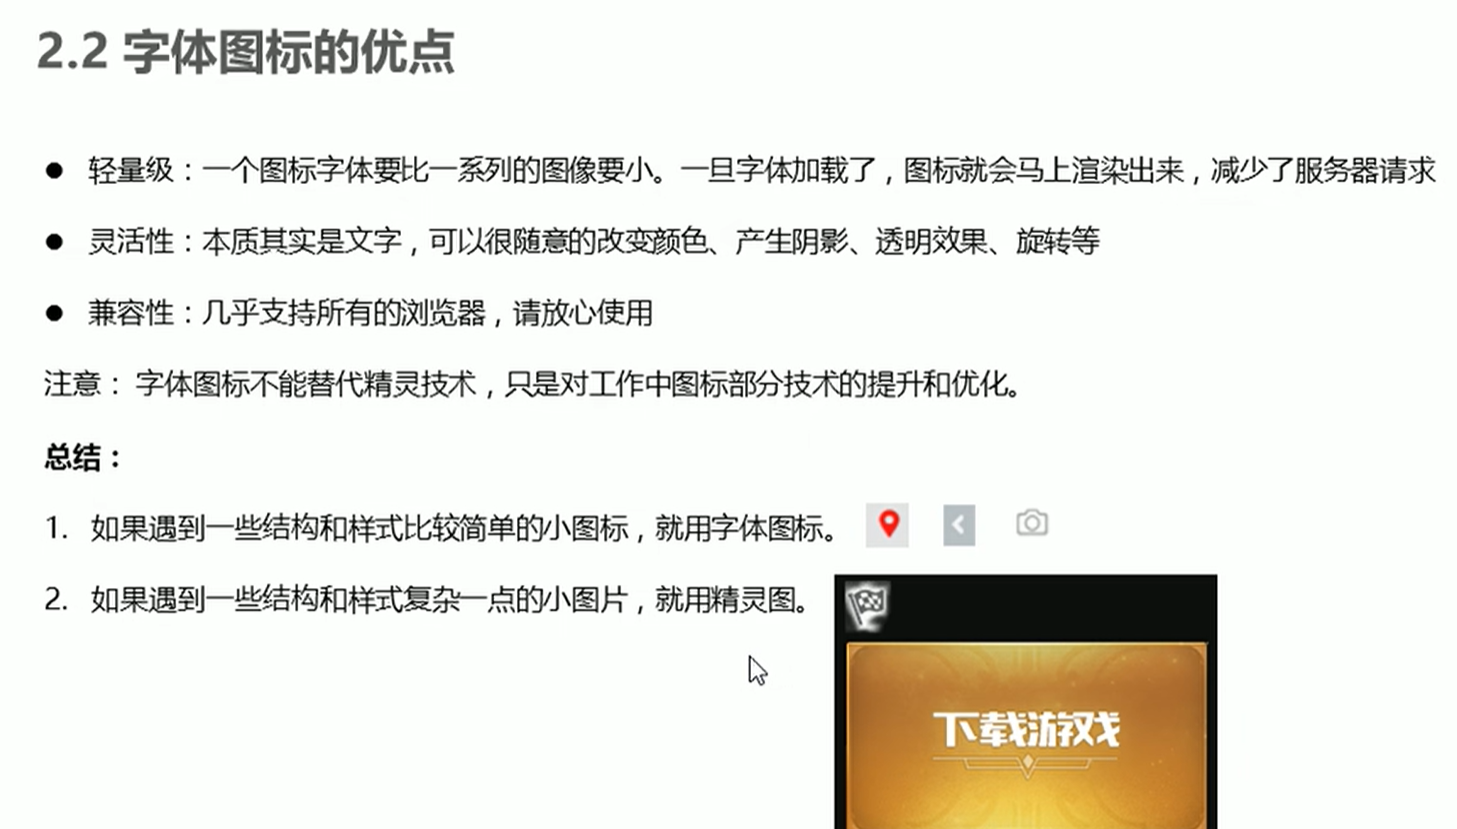 2.2 字体图标的优点
● 轻量级：一个图标字体要比一系列的图像要小。一旦字体加载了，图标就会马上渲染出来，减少了服务器请求
● 灵活性：本质其实是文字，可以很随意的改变颜色、产生阴影、透明效果、旋转等
● 兼容性：几乎支持所有的浏览器，请放心使用
注意： 字体图标不能替代精灵技术，只是对工作中图标部分技术的提升和优化。
总结：
1. 如果遇到一些结构和样式比较简单的小图标，就用字体图标。
2. 如果遇到一些结构和样式复杂一点的小图片，就用精灵图。
下载游戏